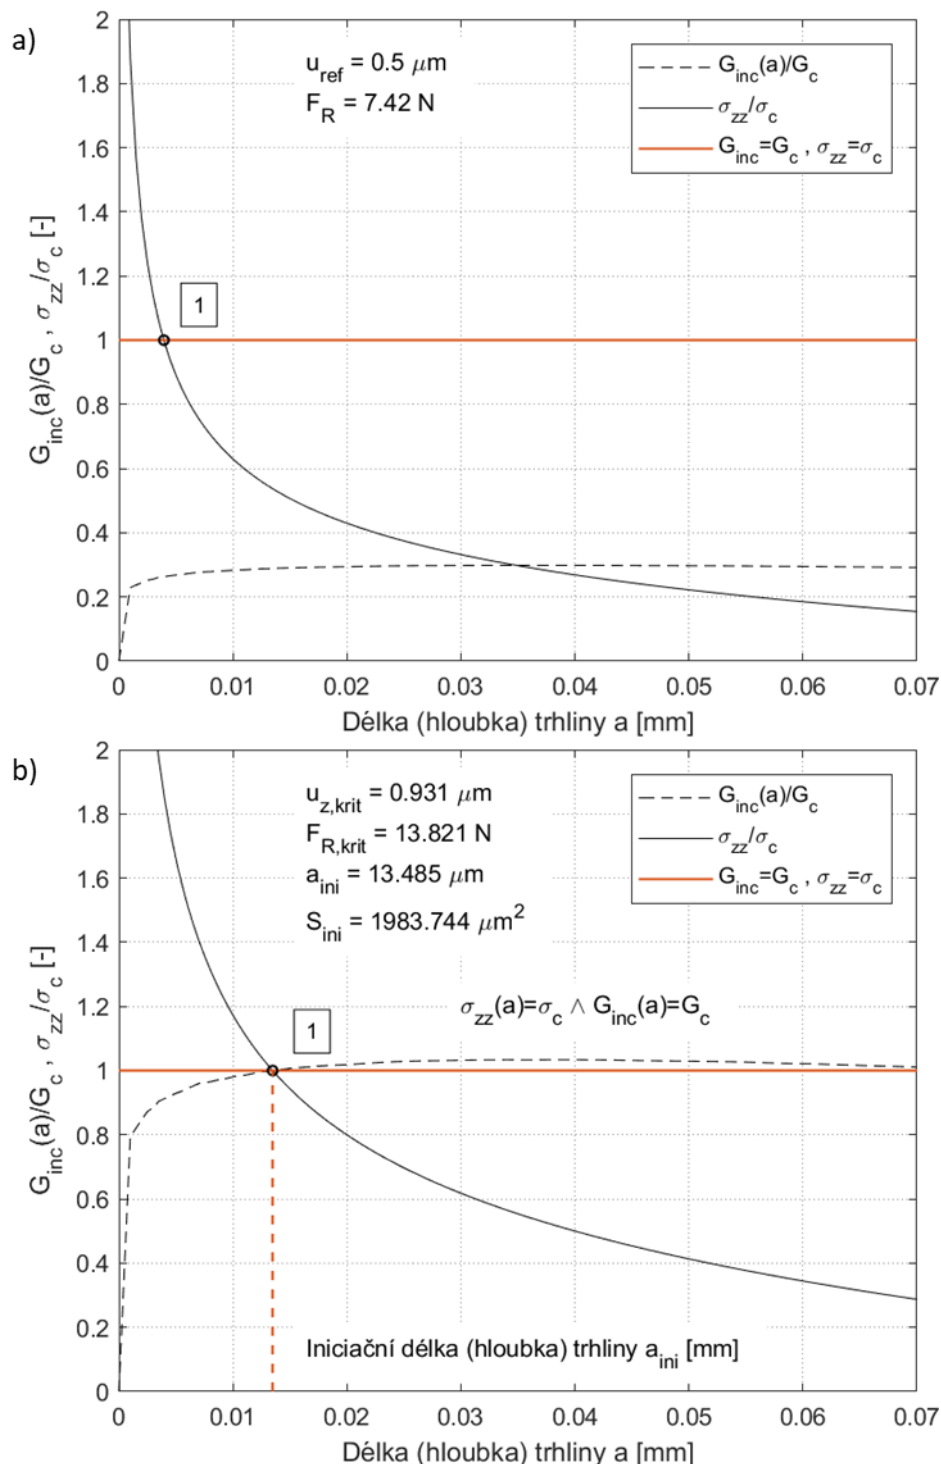 a)
2
1.8
1.6
1.4
1.2
1
0.8
0.6
0.4
0.2
0
G_inc(a)/G_c , σ_zz/σ_c [-]
u_ref = 0.5 μm
F_R = 7.42 N
G_inc(a)/G_c
σ_zz/σ_c
G_inc=G_c , σ_zz=σ_c
1
0 0.01 0.02 0.03 0.04 0.05 0.06 0.07
Délka (hloubka) trhliny a [mm]
b)
2
1.8
1.6
1.4
1.2
1
0.8
0.6
0.4
0.2
0
G_inc(a)/G_c , σ_zz/σ_c [-]
u_z,krit = 0.931 μm
F_R,krit = 13.821 N
a_ini = 13.485 μm
S_ini = 1983.744 μm²
G_inc(a)/G_c
σ_zz/σ_c
G_inc=G_c , σ_zz=σ_c
σ_zz(a)=σ_c ∧ G_inc(a)=G_c
1
Iniciační délka (hloubka) trhliny a_ini [mm]
0 0.01 0.02 0.03 0.04 0.05 0.06 0.07
Délka (hloubka) trhliny a [mm]